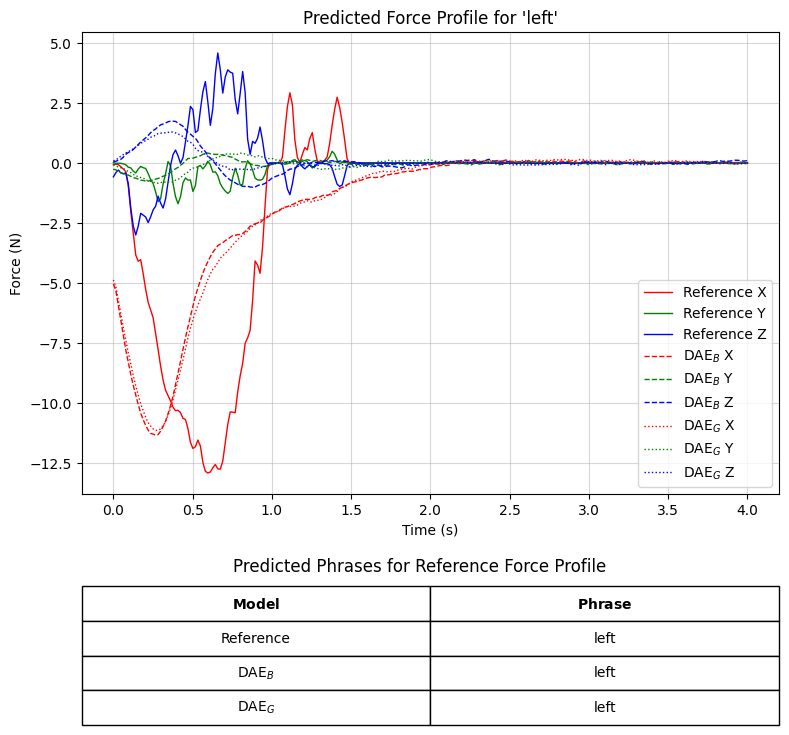 Predicted Force Profile for 'left'
5.0
2.5
0.0
−2.5
−5.0
−7.5
−10.0
−12.5
Force (N)
Reference X
Reference Y
Reference Z
DAE_B X
DAE_B Y
DAE_B Z
DAE_G X
DAE_G Y
DAE_G Z
0.0 0.5 1.0 1.5 2.0 2.5 3.0 3.5 4.0
Time (s)
Predicted Phrases for Reference Force Profile
Model Phrase
Reference left
DAE_B left
DAE_G left